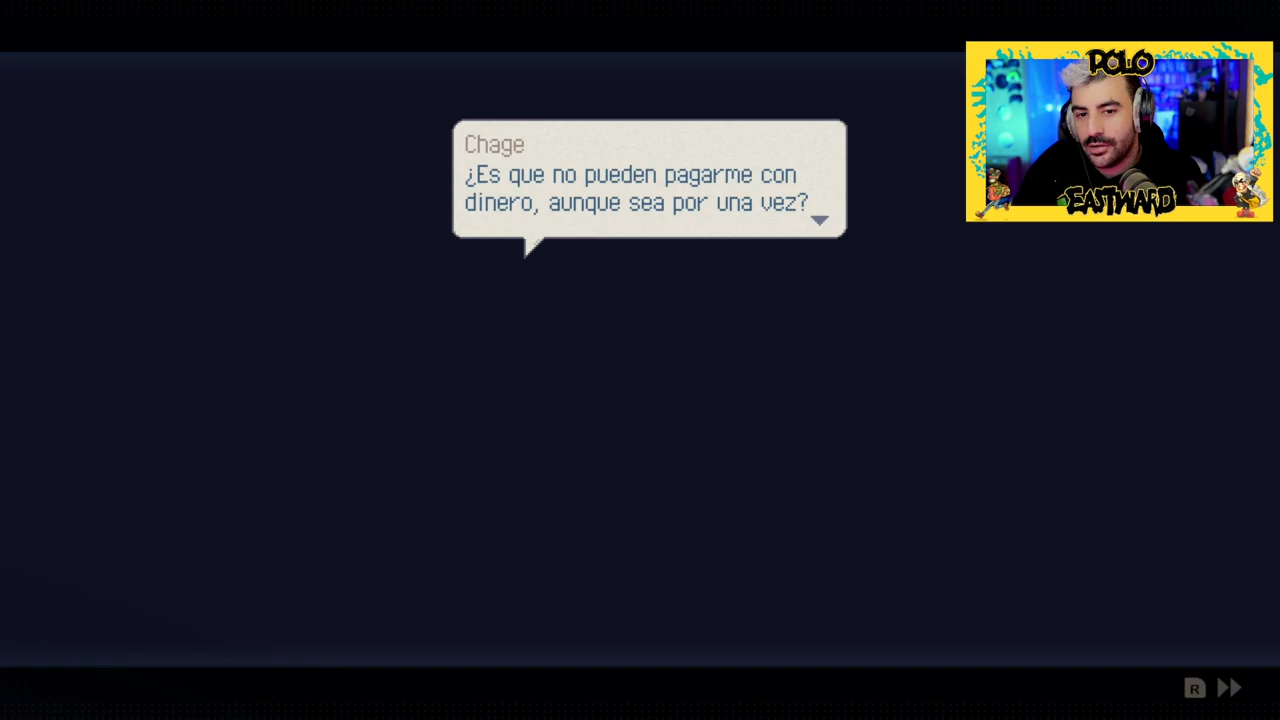 POLO
Chage
¿Es que no pueden pagarme con
dinero, aunque sea por una vez?
EASTWARD
R